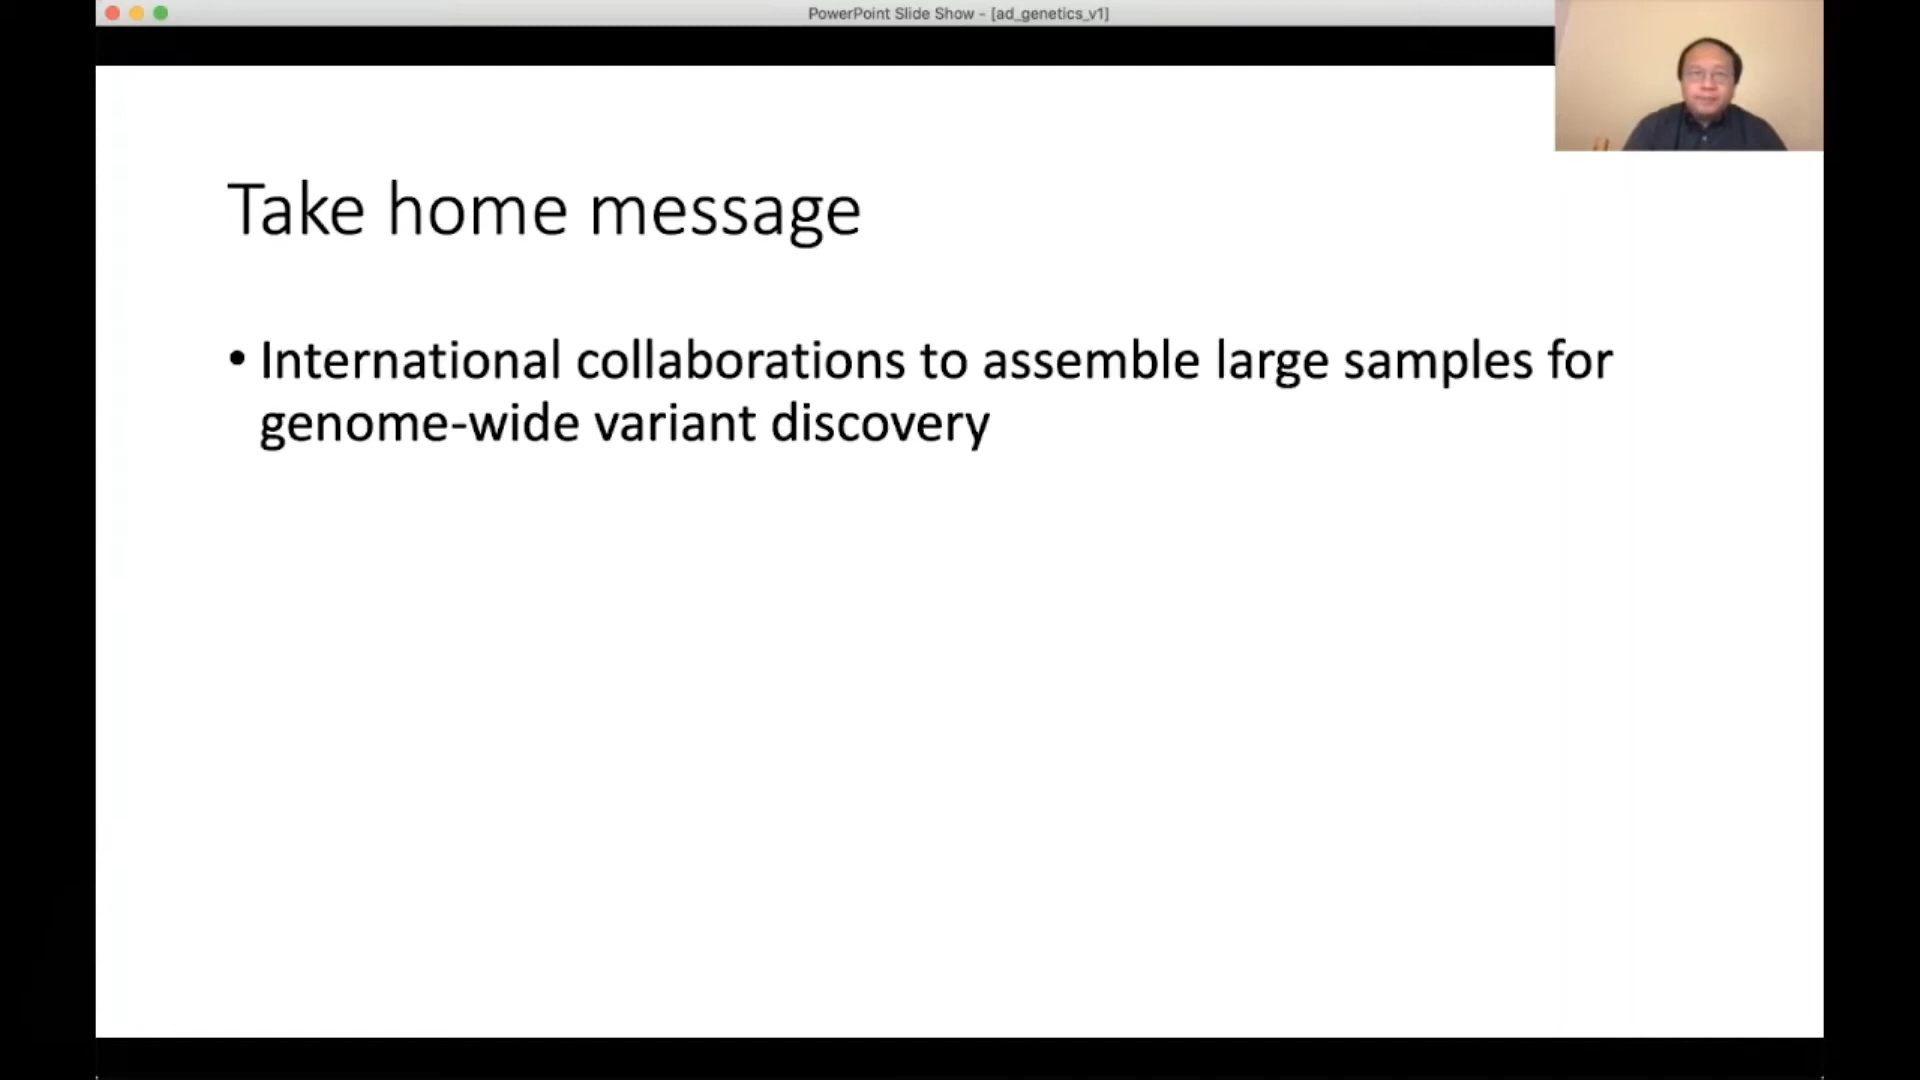 PowerPoint Slide Show - [ad_genetics_v1]
Take home message
• International collaborations to assemble large samples for
genome-wide variant discovery